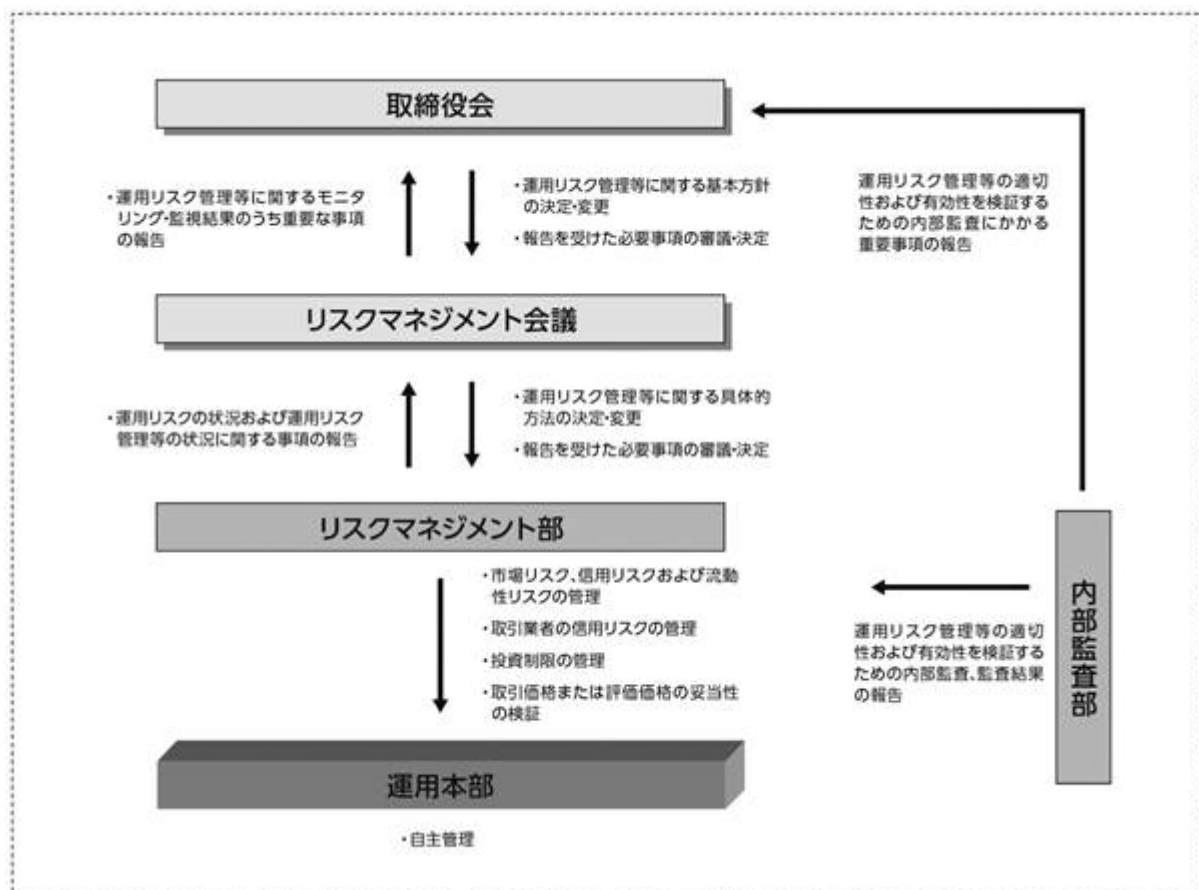 取締役会
・運用リスク管理等に関するモニタ
リング・監視結果のうち重要な事項
の報告
・運用リスク管理等に関する基本方針
の決定・変更
・報告を受けた必要事項の審議・決定
運用リスク管理等の適切
性および有効性を検証する
ための内部監査にかかる
重要事項の報告
リスクマネジメント会議
・運用リスクの状況および運用リスク
管理等の状況に関する事項の報告
・運用リスク管理等に関する具体的
方法の決定・変更
・報告を受けた必要事項の審議・決定
リスクマネジメント部
・市場リスク、信用リスクおよび流動
性リスクの管理
・取引業者の信用リスクの管理
・投資制限の管理
・取引価格または評価価格の妥当性
の検証
内部監査部
運用リスク管理等の適切
性および有効性を検証する
ための内部監査、監査結果
の報告
運用本部
・自主管理